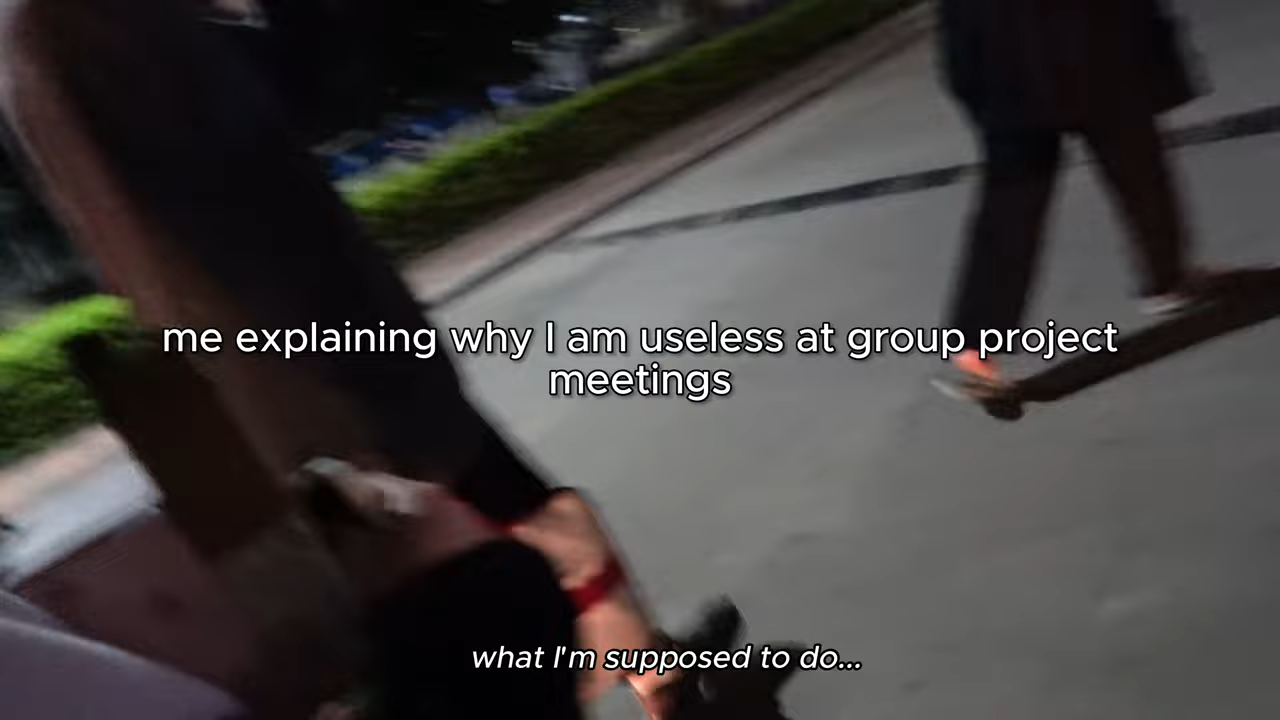 me explaining why I am useless at group project
meetings
what I'm supposed to do...